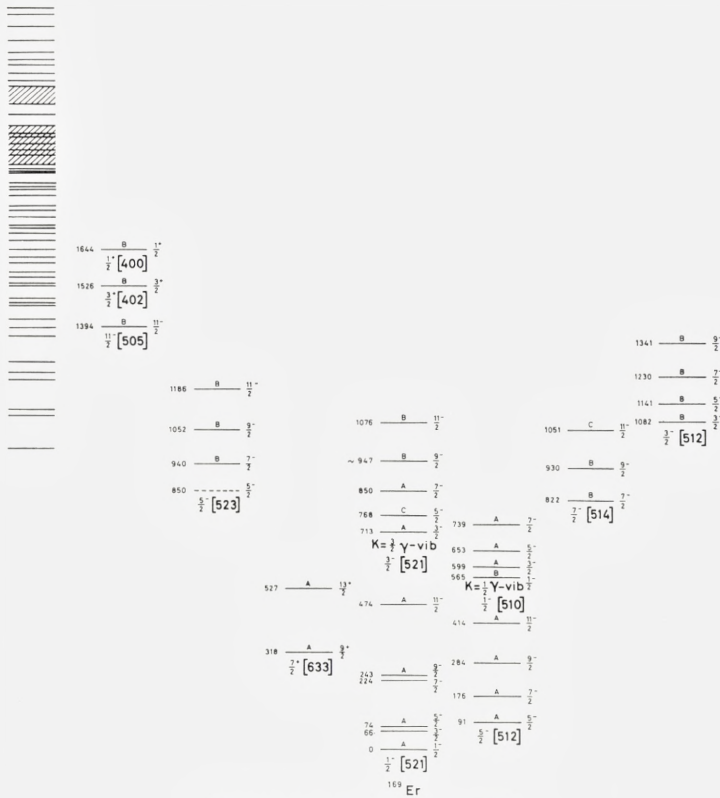 1644 B 1/2+
1/2+ [400]
1526 B 3/2+
3/2+ [402]
1394 B 11/2-
11/2- [505]
1186 B 11/2-
1052 B 9/2-
940 B 7/2-
850 5/2-
5/2- [523]
527 A 13/2+
318 A 9/2+
7/2+ [633]
1076 B 11/2-
~ 947 B 9/2-
850 A 7/2-
768 C 5/2-
713 A 3/2-
K=3/2 γ-vib
3/2- [521]
474 A 11/2-
243 A 9/2-
224 7/2-
74 A 5/2-
66 3/2-
0 A 1/2-
1/2- [521]
739 A 7/2-
653 A 5/2-
599 A 3/2-
565 B 1/2-
K=1/2 γ-vib
1/2- [510]
414 A 11/2-
284 A 9/2-
176 A 7/2-
91 A 5/2-
5/2- [512]
1051 C 11/2-
930 B 9/2-
822 B 7/2-
7/2- [514]
1341 B 9/2-
1230 B 7/2-
1141 B 5/2-
1082 B 3/2-
3/2- [512]
169 Er